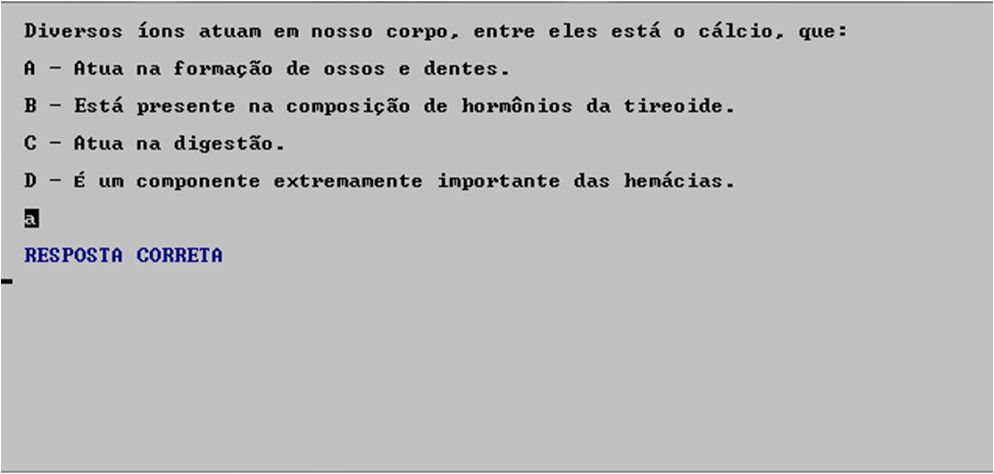 Diversos íons atuam em nosso corpo, entre eles está o cálcio, que:
A - Atua na formação de ossos e dentes.
B - Está presente na composição de hormônios da tireoide.
C - Atua na digestão.
D - É um componente extremamente importante das hemácias.
a
RESPOSTA CORRETA